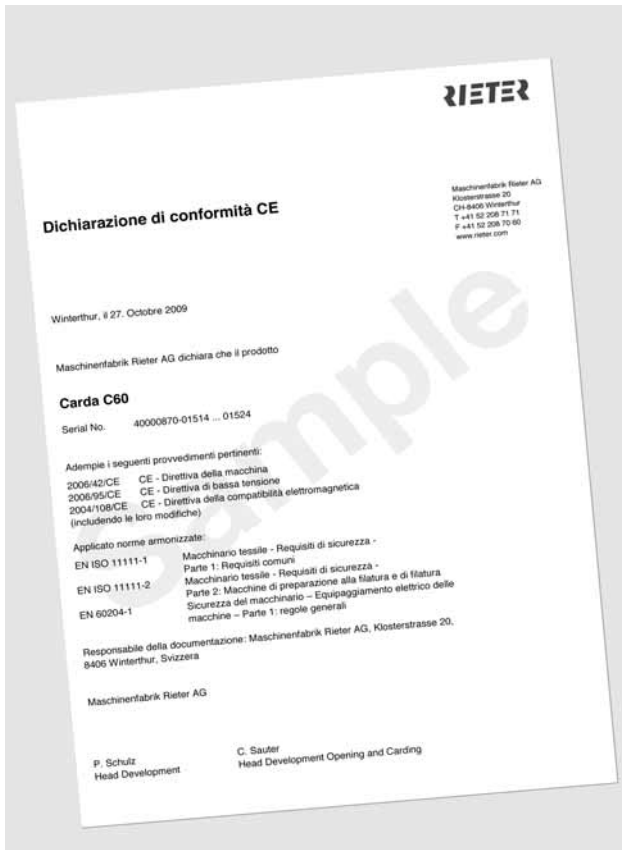 RIETER
Maschinenfabrik Rieter AG
Klosterstrasse 20
CH-8406 Winterthur
T +41 52 208 71 71
F +41 52 208 70 60
www.rieter.com
Dichiarazione di conformità CE
Winterthur, il 27. Octobre 2009
Maschinenfabrik Rieter AG dichiara che il prodotto
Carda C60
Serial No. 40000870-01514 ... 01524
Adempie i seguenti provvedimenti pertinenti:
2006/42/CE CE - Direttiva della macchina
2006/95/CE CE - Direttiva di bassa tensione
2004/108/CE CE - Direttiva della compatibilità elettromagnetica
(includendo le loro modifiche)
Applicato norme armonizzate:
EN ISO 11111-1 Macchinario tessile - Requisiti di sicurezza -
Parte 1: Requisiti comuni
EN ISO 11111-2 Macchinario tessile - Requisiti di sicurezza -
Parte 2: Macchine di preparazione alla filatura e di filatura
EN 60204-1 Sicurezza del macchinario – Equipaggiamento elettrico delle
macchine – Parte 1: regole generali
Responsabile della documentazione: Maschinenfabrik Rieter AG, Klosterstrasse 20,
8406 Winterthur, Svizzera
Maschinenfabrik Rieter AG
P. Schulz C. Sauter
Head Development Head Development Opening and Carding
Sample